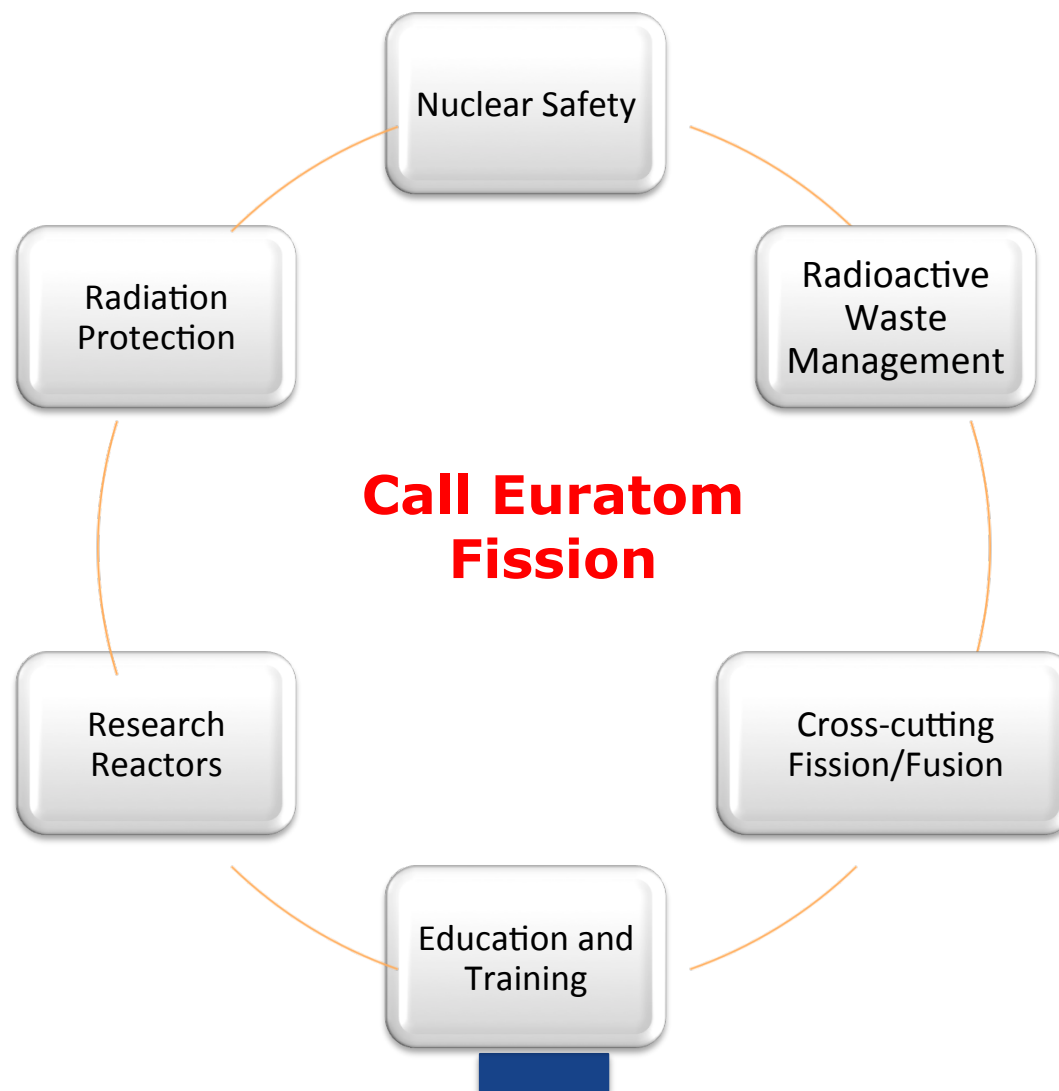 Nuclear Safety
Radiation
Protection
Radioactive
Waste
Management
Call Euratom
Fission
Research
Reactors
Cross-cutting
Fission/Fusion
Education and
Training